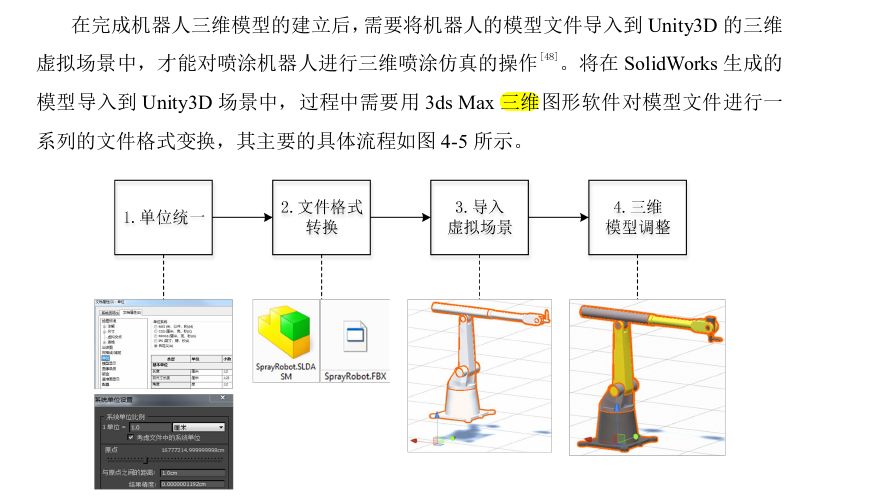 在完成机器人三维模型的建立后，需要将机器人的模型文件导入到 Unity3D 的三维
虚拟场景中，才能对喷涂机器人进行三维喷涂仿真的操作[48]。将在 SolidWorks 生成的
模型导入到 Unity3D 场景中，过程中需要用 3ds Max 三维图形软件对模型文件进行一
系列的文件格式变换，其主要的具体流程如图 4-5 所示。
1.单位统一
2.文件格式
转换
3.导入
虚拟场景
4.三维
模型调整
SprayRobot.SLDA
SM
SprayRobot.FBX
系统单位设置
系统单位比例
1 单位 = 1.0 厘米
考虑文件中的系统单位
原点
16777214.999999998cm
与原点之间的距离: 1.0cm
结果精度: 0.0000001192cm